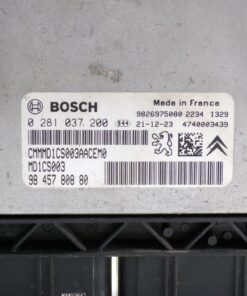 BOSCH
Made in France
9826975080 2234 1329
0 281 037 200
21-12-23 4740003439
CMMMD1CS003AACEM0
MD1CS003
98 457 808 80